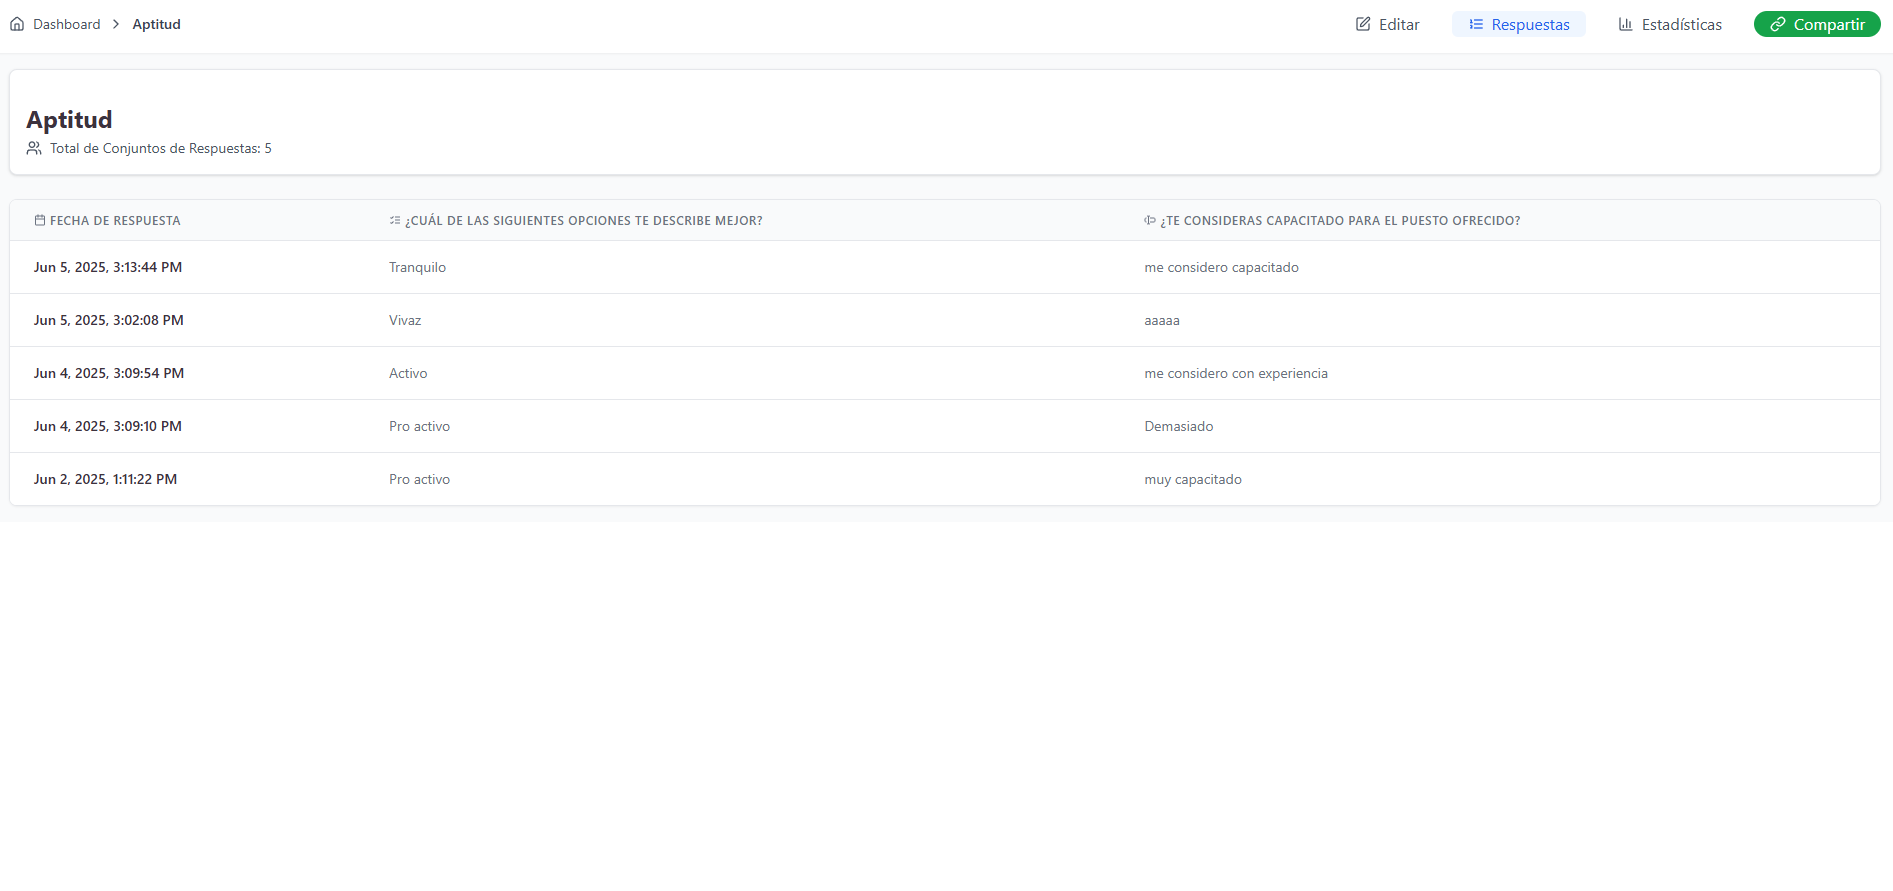 Dashboard > Aptitud Editar Respuestas Estadísticas Compartir
Aptitud
Total de Conjuntos de Respuestas: 5
FECHA DE RESPUESTA ¿CUÁL DE LAS SIGUIENTES OPCIONES TE DESCRIBE MEJOR? ¿TE CONSIDERAS CAPACITADO PARA EL PUESTO OFRECIDO?
Jun 5, 2025, 3:13:44 PM Tranquilo me considero capacitado
Jun 5, 2025, 3:02:08 PM Vivaz aaaaa
Jun 4, 2025, 3:09:54 PM Activo me considero con experiencia
Jun 4, 2025, 3:09:10 PM Pro activo Demasiado
Jun 2, 2025, 1:11:22 PM Pro activo muy capacitado